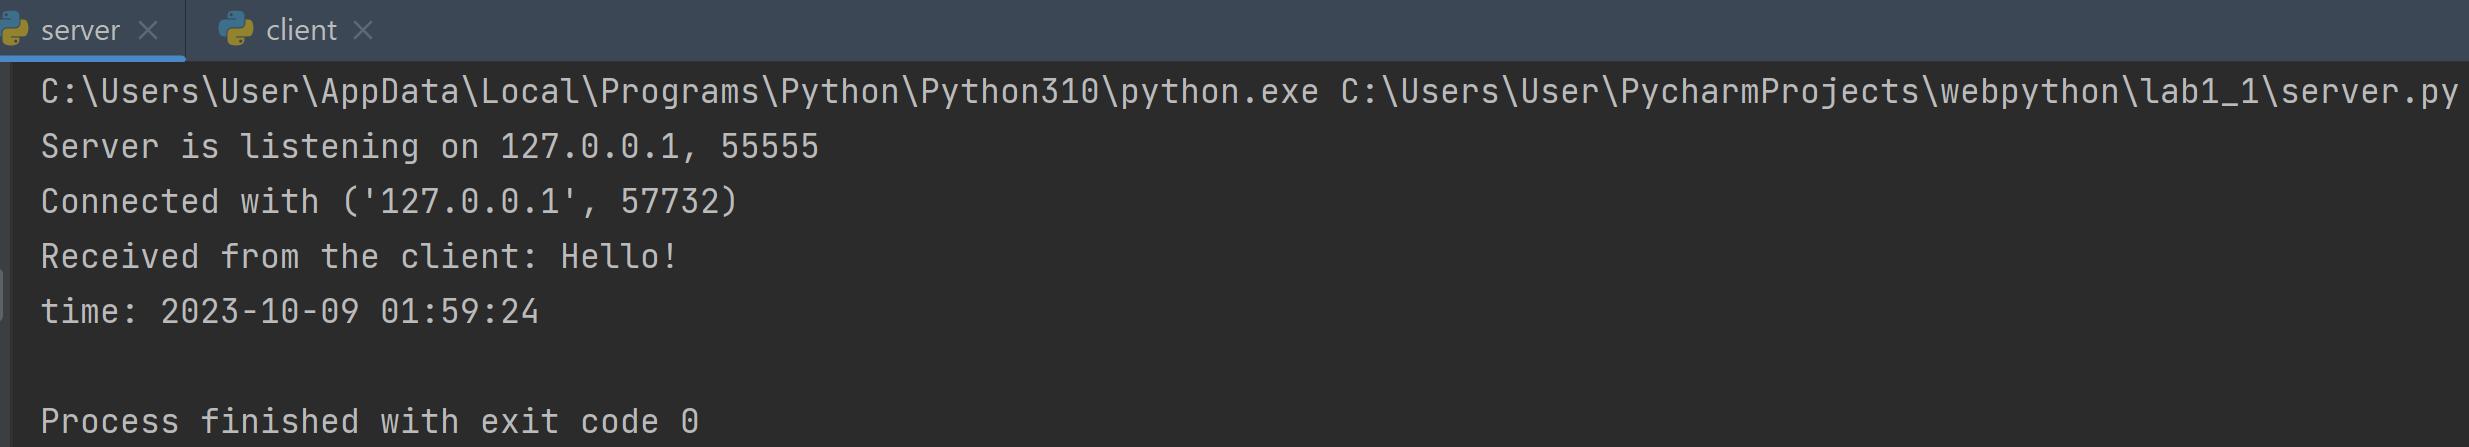 server client
C:\Users\User\AppData\Local\Programs\Python\Python310\python.exe C:\Users\User\PycharmProjects\webpython\lab1_1\server.py
Server is listening on 127.0.0.1, 55555
Connected with ('127.0.0.1', 57732)
Received from the client: Hello!
time: 2023-10-09 01:59:24
Process finished with exit code 0